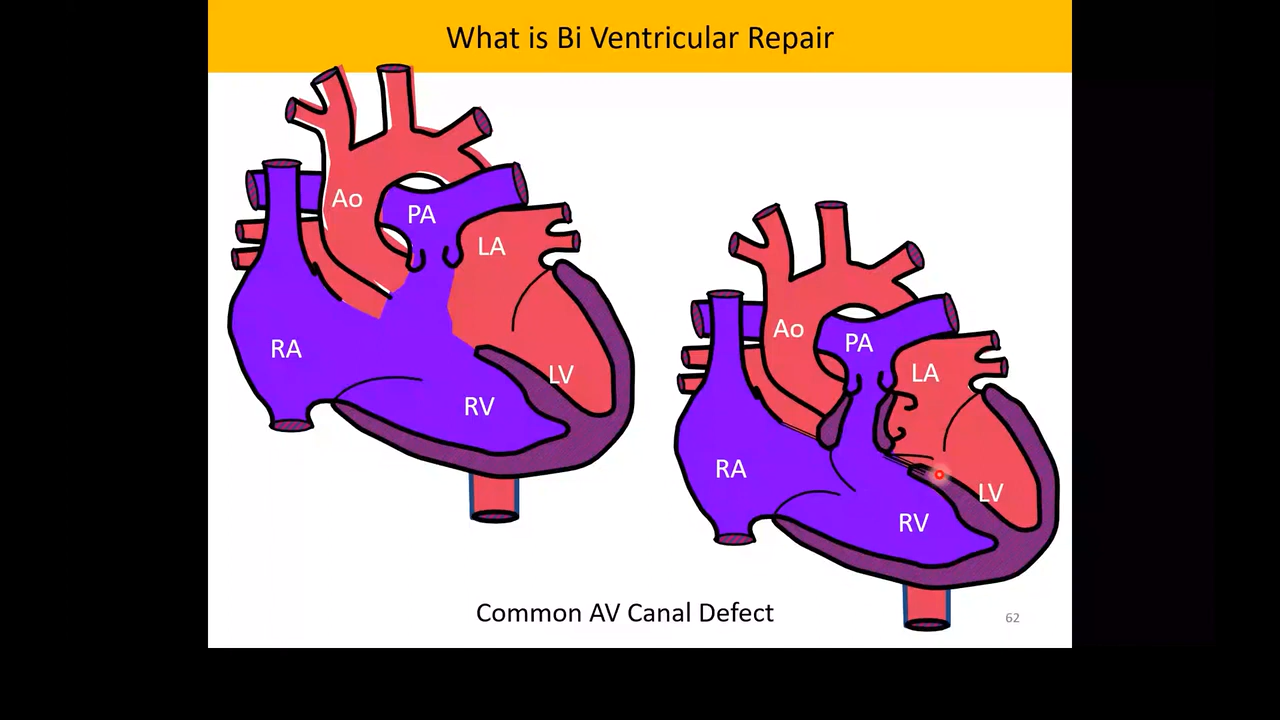 What is Bi Ventricular Repair
Ao
PA
LA
RA
LV
RV
Ao
PA
LA
RA
LV
RV
Common AV Canal Defect
62